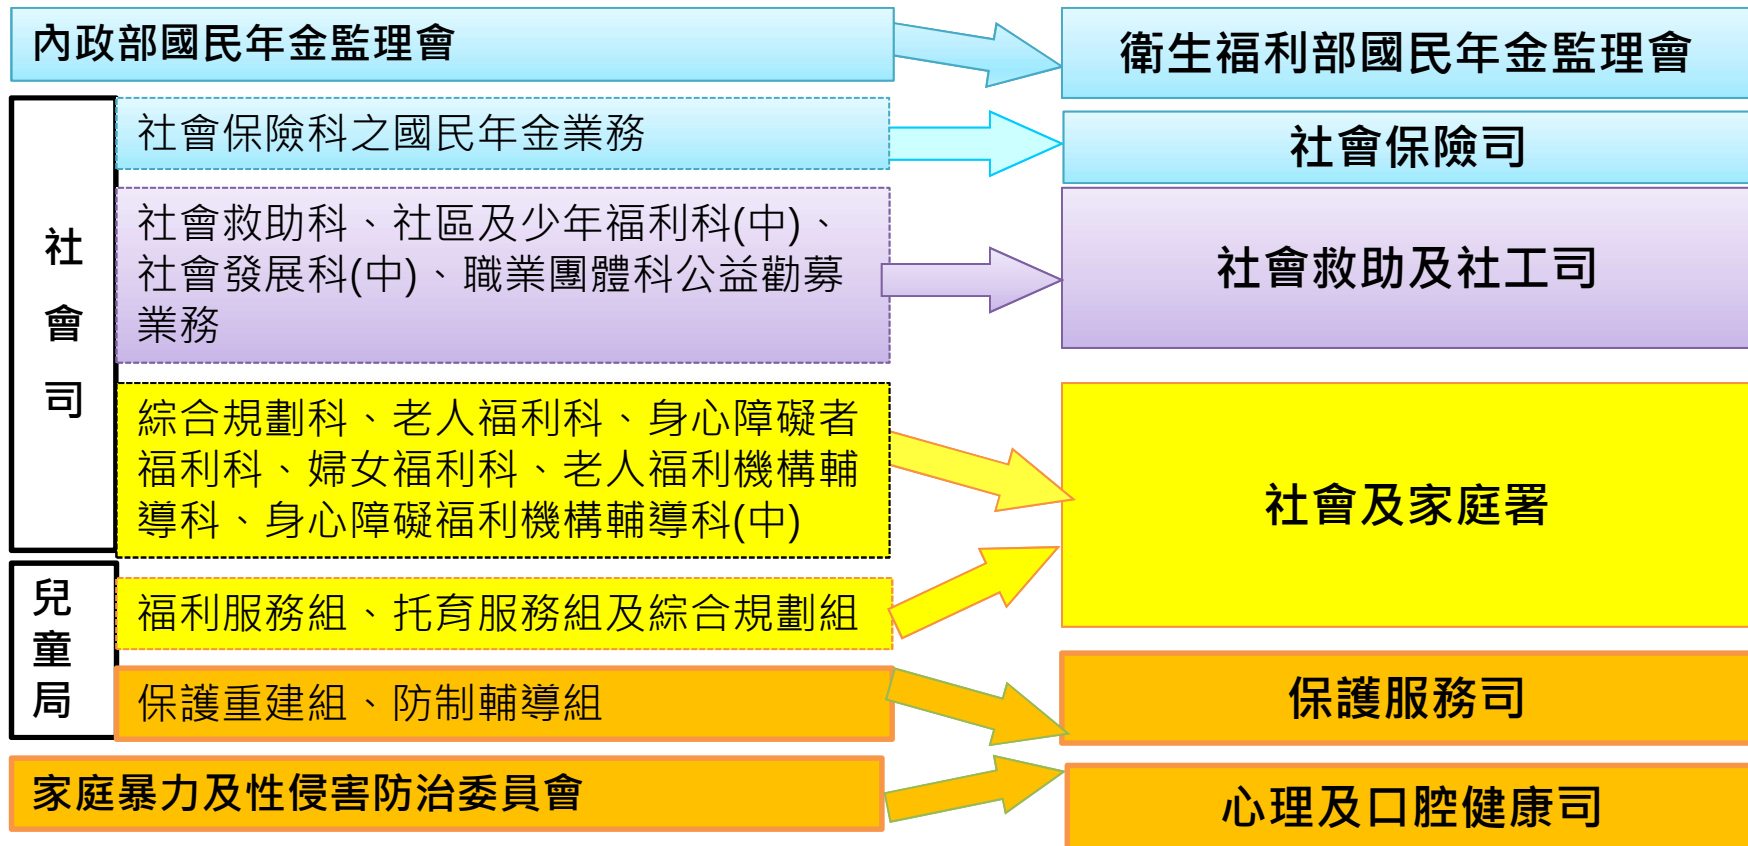 內政部國民年金監理會
衛生福利部國民年金監理會
社會司
社會保險科之國民年金業務
社會保險司
社會救助科、社區及少年福利科(中)、
社會發展科(中)、職業團體科公益勸募
業務
社會救助及社工司
綜合規劃科、老人福利科、身心障礙者
福利科、婦女福利科、老人福利機構輔
導科、身心障礙福利機構輔導科(中)
社會及家庭署
兒童局
福利服務組、托育服務組及綜合規劃組
保護重建組、防制輔導組
保護服務司
家庭暴力及性侵害防治委員會
心理及口腔健康司